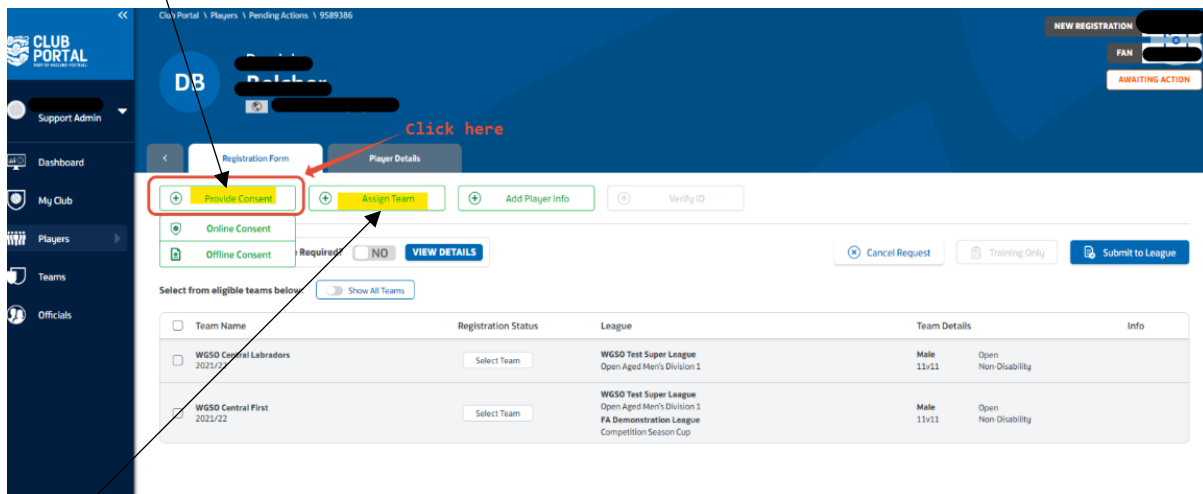 Club Portal \ Players \ Pending Actions \ 9589386
NEW REGISTRATION
CLUB
PORTAL
PART OF ENGLAND FOOTBALL
FAN
DB
AWAITING ACTION
Support Admin
Click here
Dashboard
Registration Form
Player Details
My Club
Provide Consent
Assign Team
Add Player Info
Verify ID
Online Consent
Players
Offline Consent
Required?
NO
VIEW DETAILS
Cancel Request
Training Only
Submit to League
Teams
Select from eligible teams below:
Show All Teams
Officials
Team Name
Registration Status
League
Team Details
Info
WGSO Central Labradors
2021/22
Select Team
WGSO Test Super League
Open Aged Men's Division 1
Male
11v11
Open
Non-Disability
WGSO Central First
2021/22
Select Team
WGSO Test Super League
Open Aged Men's Division 1
FA Demonstration League
Competition Season Cup
Male
11v11
Open
Non-Disability